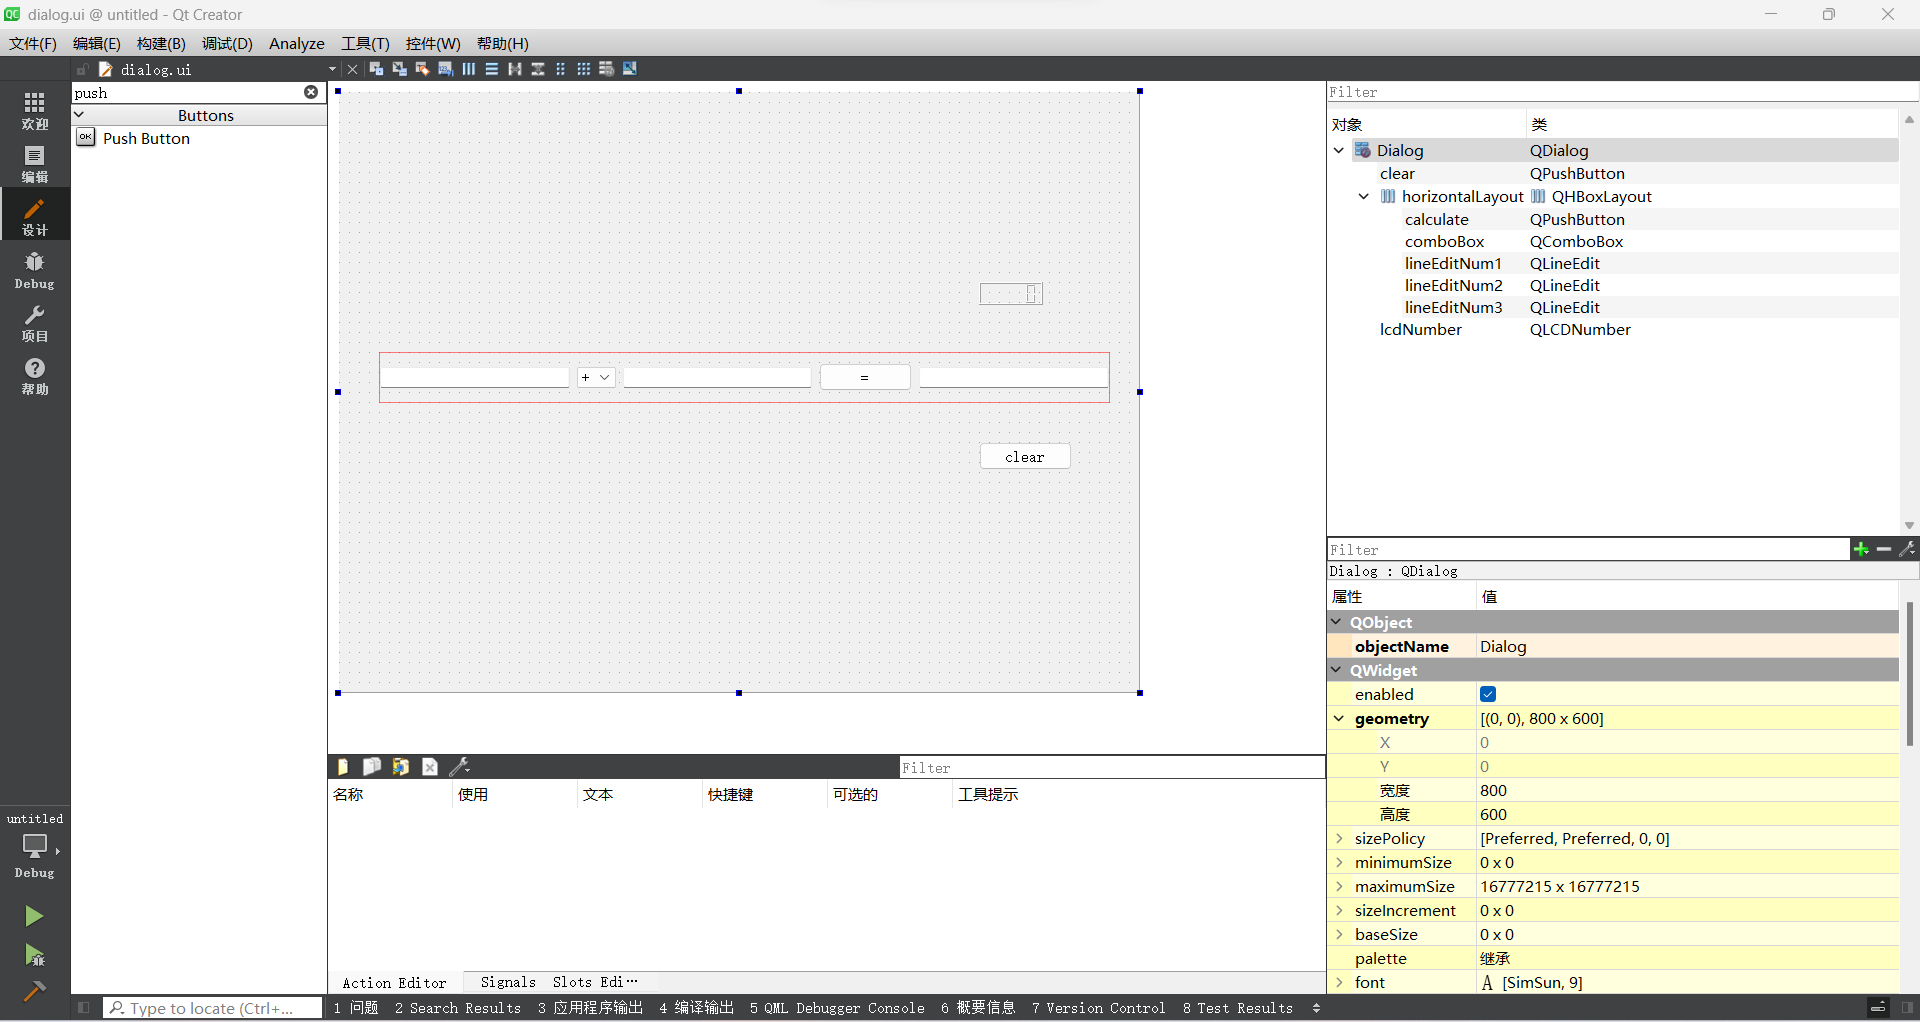 dialog.ui @ untitled - Qt Creator
文件(F) 编辑(E) 构建(B) 调试(D) Analyze 工具(T) 控件(W) 帮助(H)
dialog.ui
欢迎
编辑
设计
Debug
项目
帮助
untitled
Debug
push
Buttons
OK Push Button
0
+
=
clear
Filter
名称 使用 文本 快捷键 可选的 工具提示
Action Editor Signals Slots Edi…
Filter
对象 类
Dialog QDialog
clear QPushButton
horizontalLayout QHBoxLayout
calculate QPushButton
comboBox QComboBox
lineEditNum1 QLineEdit
lineEditNum2 QLineEdit
lineEditNum3 QLineEdit
lcdNumber QLCDNumber
Filter
Dialog : QDialog
属性 值
QObject
objectName Dialog
QWidget
enabled
geometry [(0, 0), 800 x 600]
X 0
Y 0
宽度 800
高度 600
sizePolicy [Preferred, Preferred, 0, 0]
minimumSize 0 x 0
maximumSize 16777215 x 16777215
sizeIncrement 0 x 0
baseSize 0 x 0
palette 继承
font A [SimSun, 9]
Type to locate (Ctrl+... 1 问题 2 Search Results 3 应用程序输出 4 编译输出 5 QML Debugger Console 6 概要信息 7 Version Control 8 Test Results